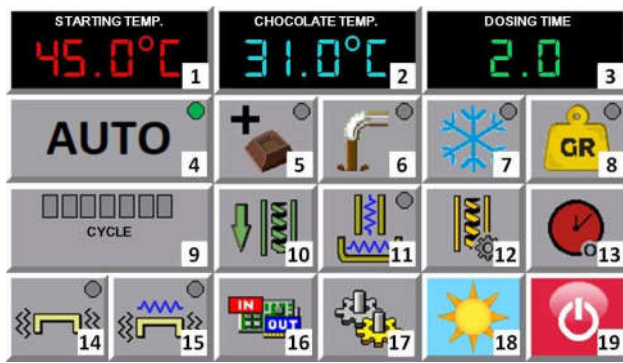 STARTING TEMP.
45.0°C
1
CHOCOLATE TEMP.
31.0°C
2
DOSING TIME
2.0
3
AUTO
4
+
5
6
7
GR
8
CYCLE
9
10
11
12
13
14
15
IN
OUT
16
17
18
19